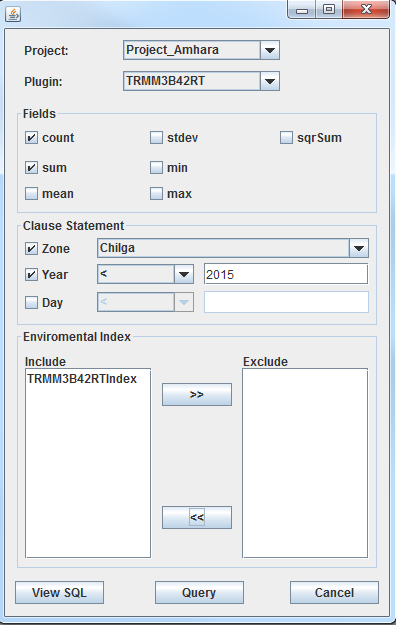 Project: Project_Amhara
Plugin: TRMM3B42RT
Fields
count stdev sqrSum
sum min
mean max
Clause Statement
Zone Chilga
Year < 2015
Day <
Enviromental Index
Include Exclude
TRMM3B42RTIndex
>>
<<
View SQL Query Cancel